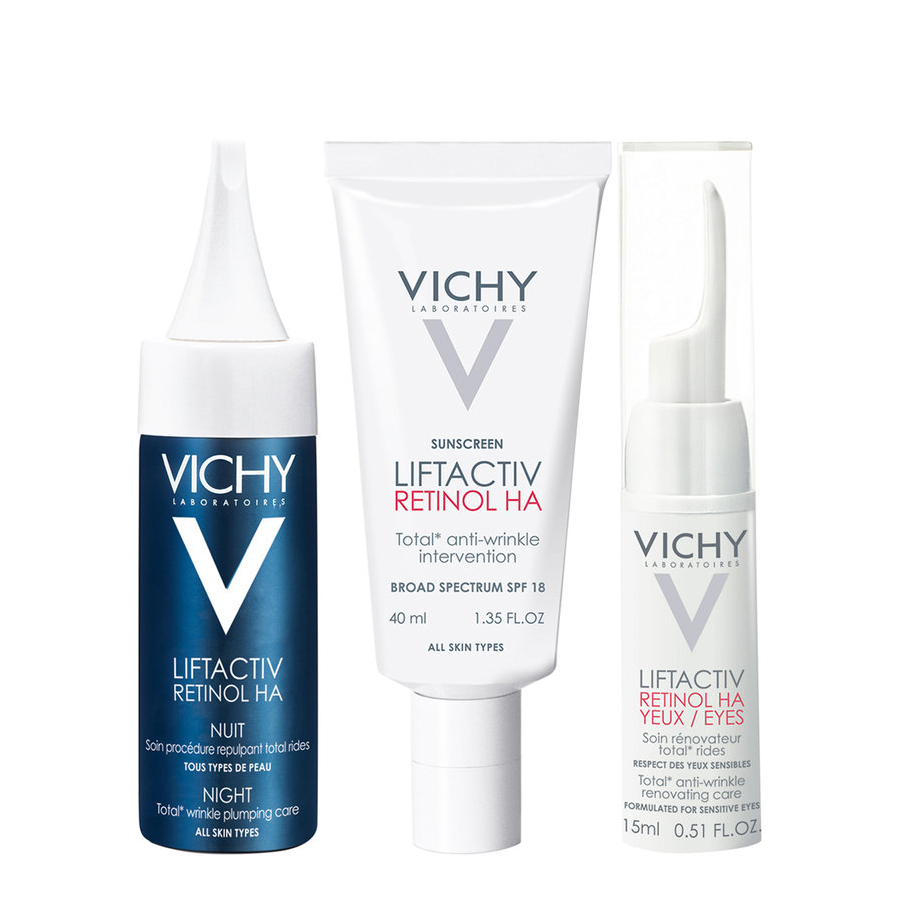 VICHY
LABORATOIRES
LIFTACTIV
RETINOL HA
NUIT
Soin procédure repulpant total rides
TOUS TYPES DE PEAU
NIGHT
Total* wrinkle plumping care
ALL SKIN TYPES
VICHY
LABORATOIRES
SUNSCREEN
LIFTACTIV
RETINOL HA
Total* anti-wrinkle
intervention
BROAD SPECTRUM SPF 18
40 ml 1.35 FL.OZ
ALL SKIN TYPES
VICHY
LABORATOIRES
LIFTACTIV
RETINOL HA
YEUX / EYES
Soin rénovateur
total* rides
RESPECT DES YEUX SENSIBLES
Total* anti-wrinkle
renovating care
FORMULATED FOR SENSITIVE EYES
15ml 0.51 FL.OZ.